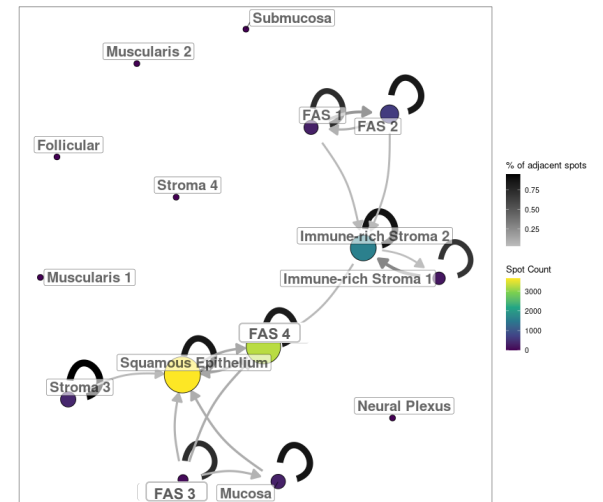 Submucosa
Muscularis 2
FAS 1
FAS 2
Follicular
Stroma 4
Immune-rich Stroma 2
Immune-rich Stroma 1
Muscularis 1
FAS 4
Squamous Epithelium
Stroma 3
Neural Plexus
FAS 3
Mucosa
% of adjacent spots
0.75
0.50
0.25
Spot Count
3000
2000
1000
0